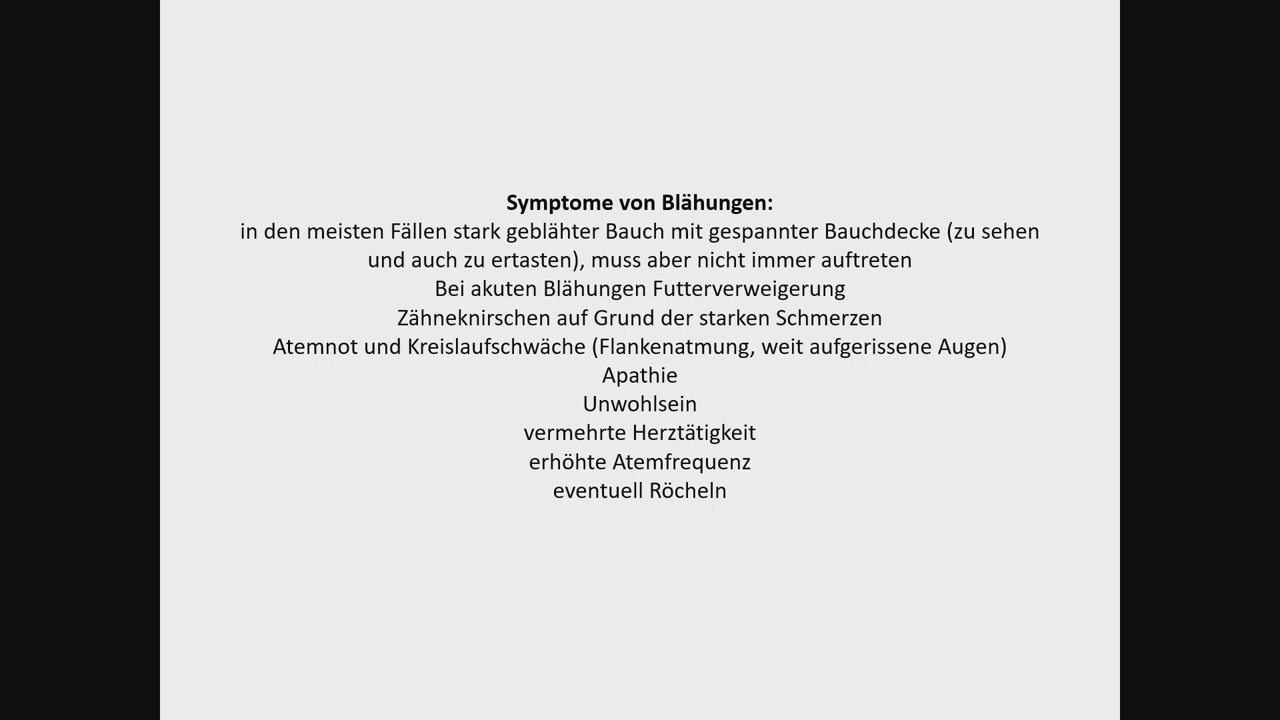 Symptome von Blähungen:
in den meisten Fällen stark geblähter Bauch mit gespannter Bauchdecke (zu sehen
und auch zu ertasten), muss aber nicht immer auftreten
Bei akuten Blähungen Futterverweigerung
Zähneknirschen auf Grund der starken Schmerzen
Atemnot und Kreislaufschwäche (Flankenatmung, weit aufgerissene Augen)
Apathie
Unwohlsein
vermehrte Herztätigkeit
erhöhte Atemfrequenz
eventuell Röcheln